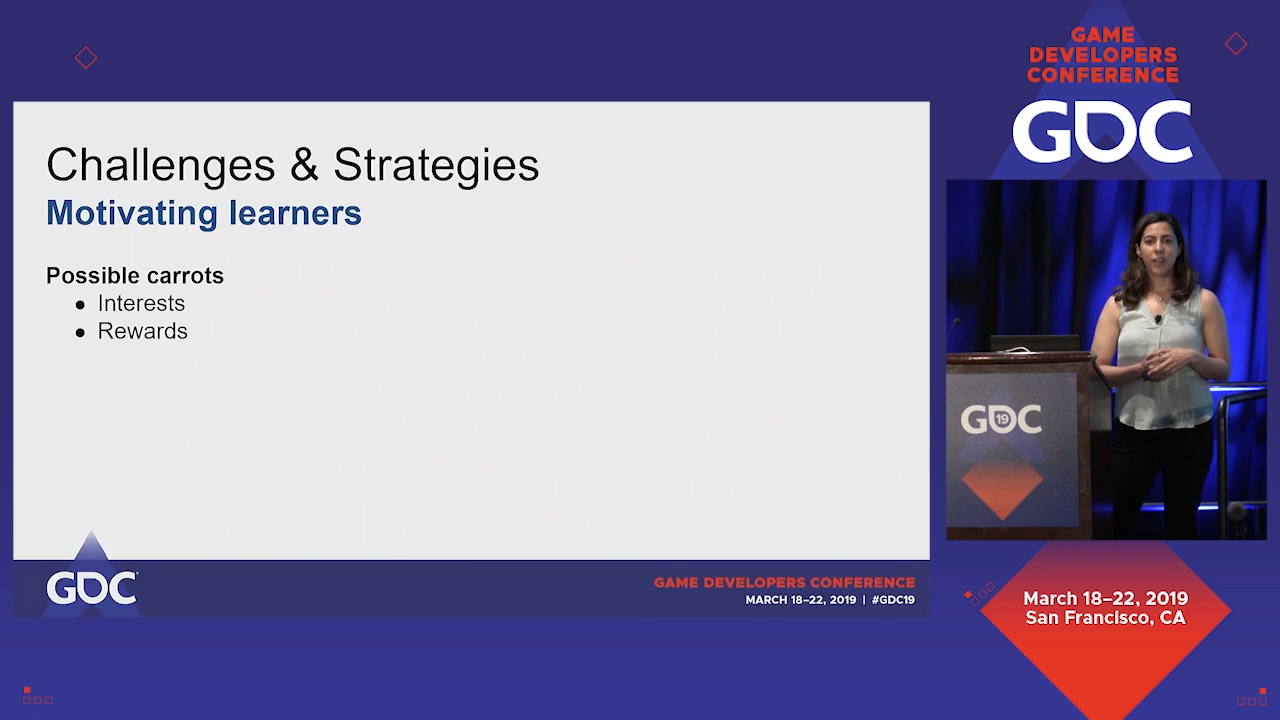 GAME
DEVELOPERS
CONFERENCE
GDC
Challenges & Strategies
Motivating learners
Possible carrots
● Interests
● Rewards
GDC
19
GDC
GAME DEVELOPERS CONFERENCE
MARCH 18–22, 2019 | #GDC19
March 18–22, 2019
San Francisco, CA